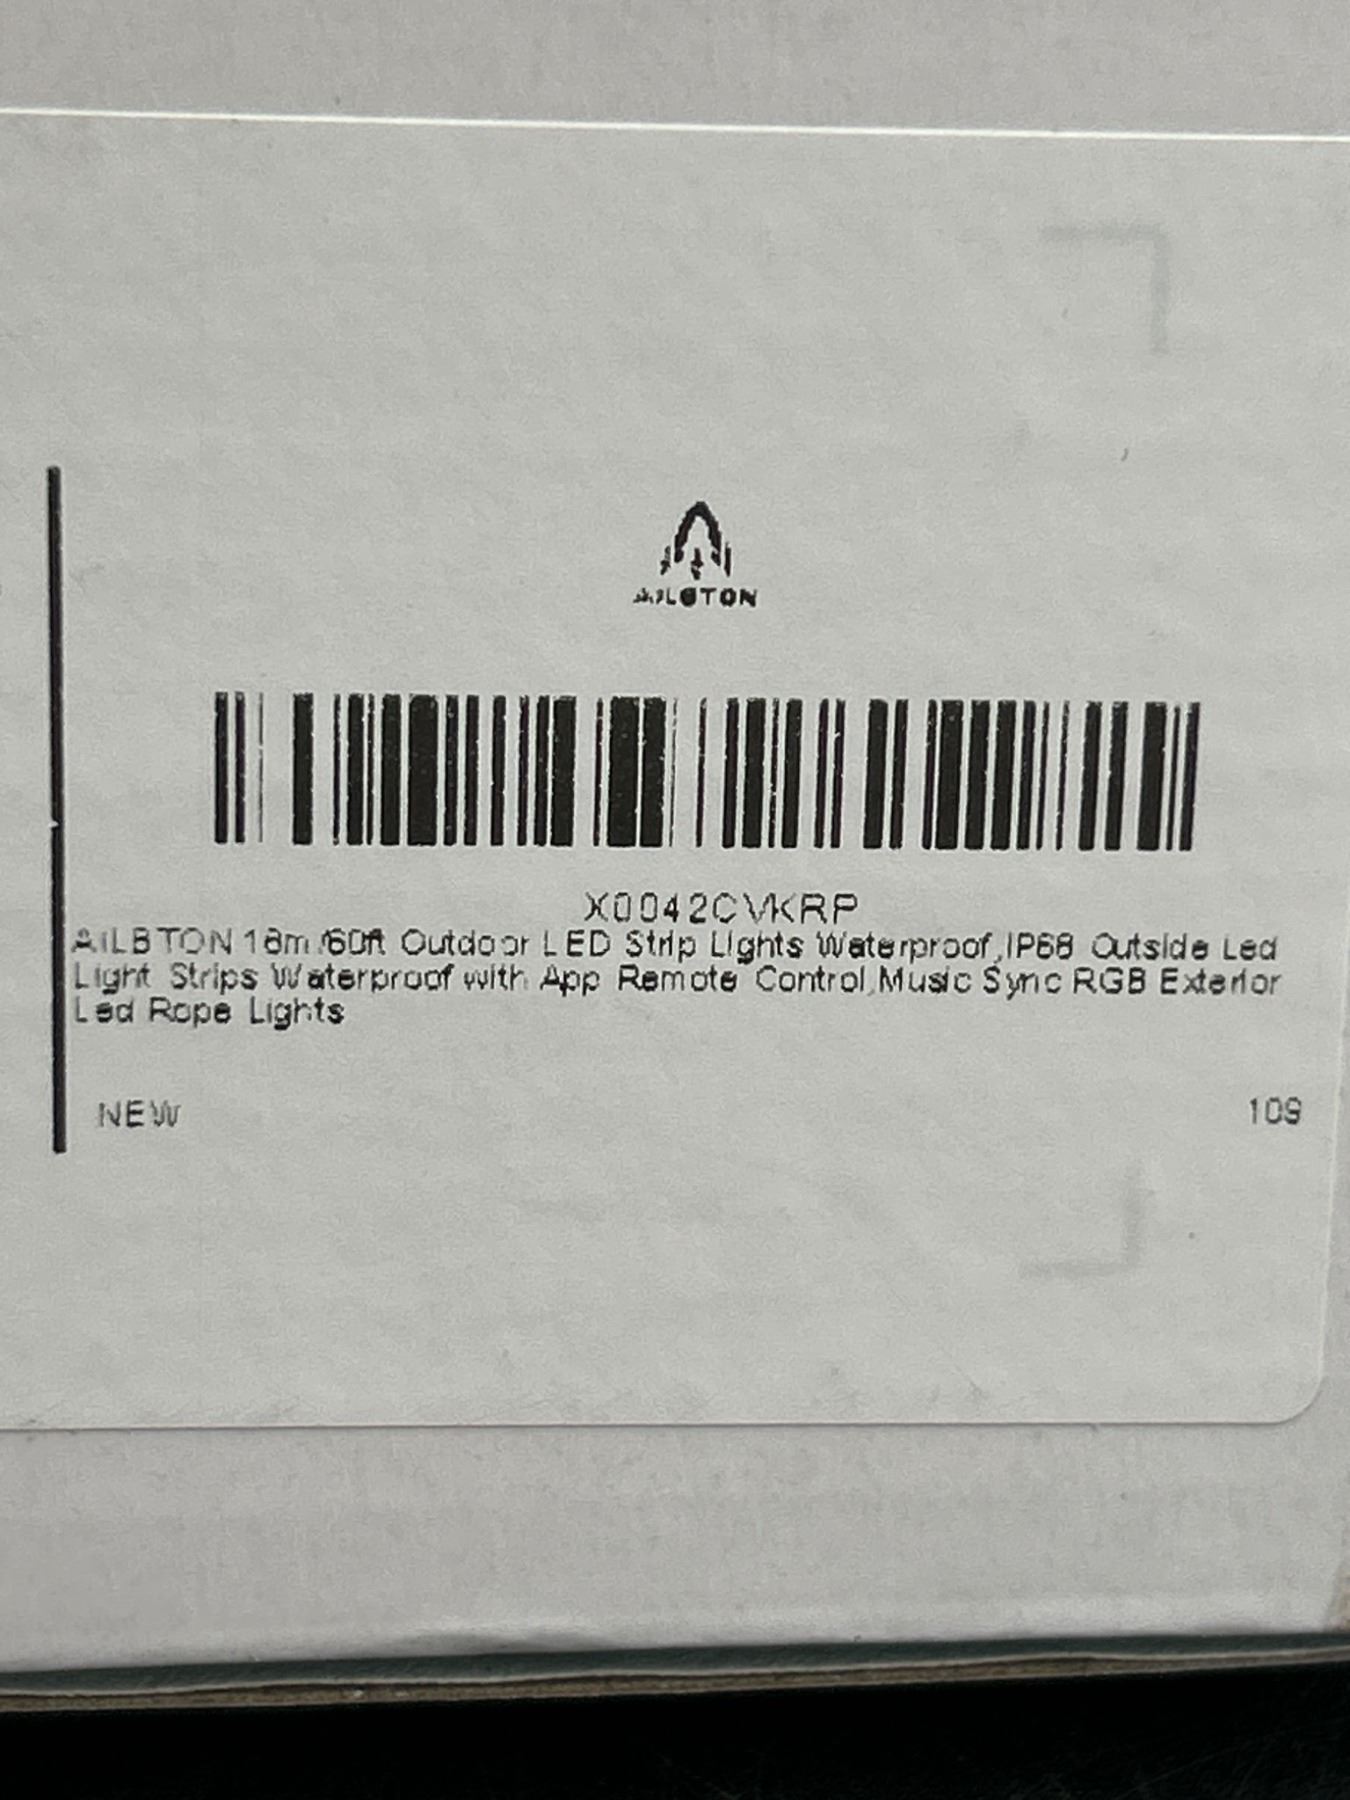 AILBTON
X0042CVKRP
AILBTON 18m/60ft Outdoor LED Strip Lights Waterproof,IP68 Outside Led
Light Strips Waterproof with App Remote Control,Music Sync RGB Exterior
Led Rope Lights
NEW
109